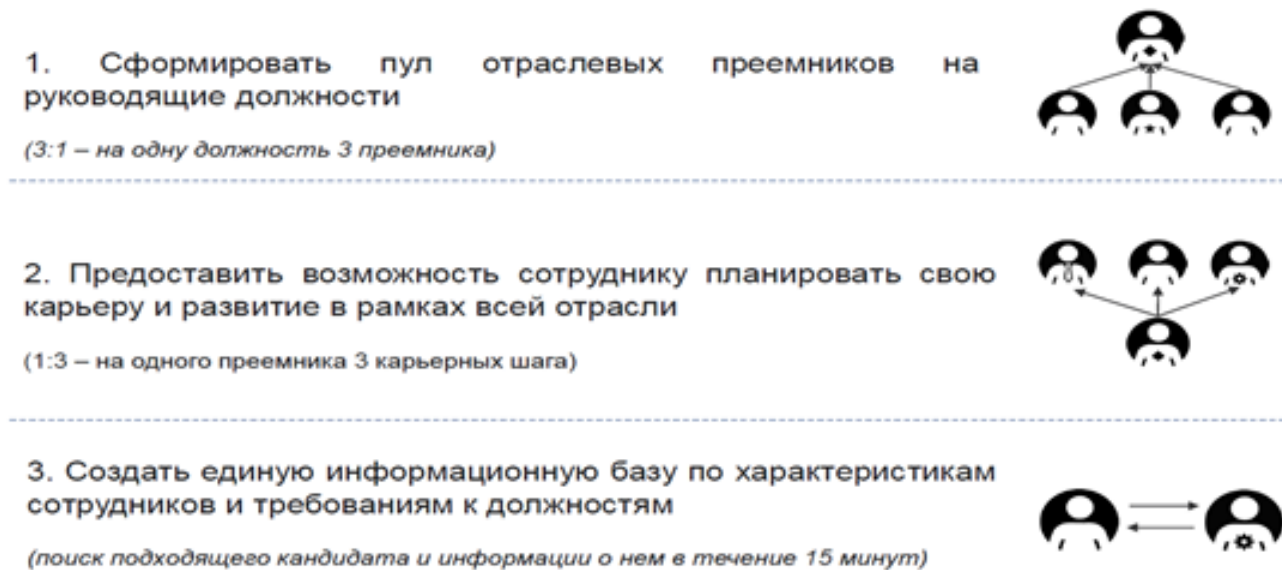 1. Сформировать пул отраслевых преемников на
руководящие должности
(3:1 – на одну должность 3 преемника)
2. Предоставить возможность сотруднику планировать свою
карьеру и развитие в рамках всей отрасли
(1:3 – на одного преемника 3 карьерных шага)
3. Создать единую информационную базу по характеристикам
сотрудников и требованиям к должностям
(поиск подходящего кандидата и информации о нем в течение 15 минут)